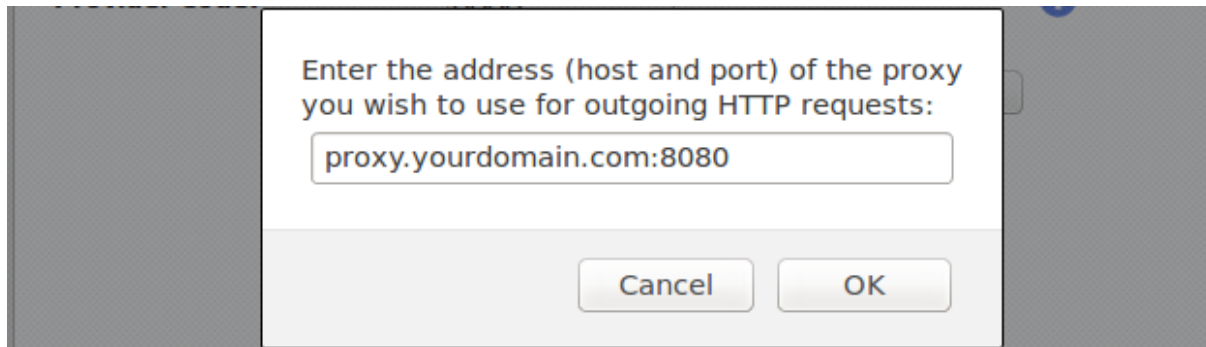 Enter the address (host and port) of the proxy
you wish to use for outgoing HTTP requests:
proxy.yourdomain.com:8080
Cancel OK